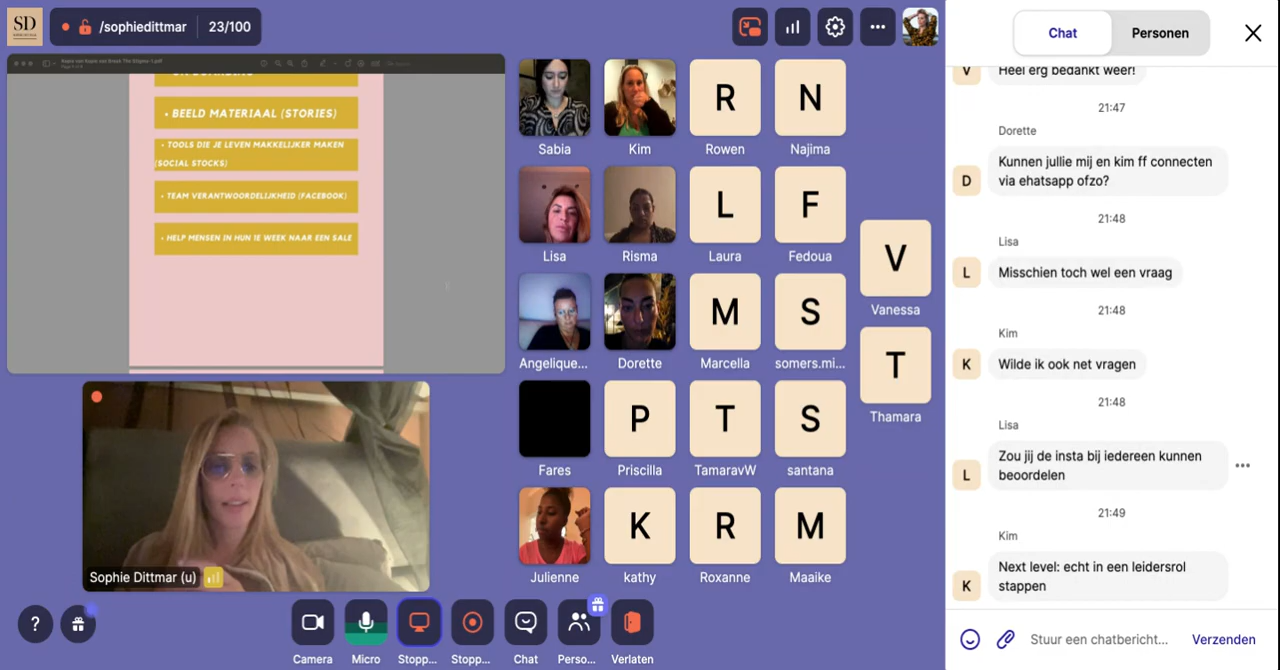 SD
/sophiedittmar
23/100
• BEELD MATERIAAL (STORIES)
• TOOLS DIE JE LEVEN MAKKELIJKER MAKEN
(SOCIAL STOCKS)
• TEAM VERANTWOORDELIJKHEID (FACEBOOK)
• HELP MENSEN IN HUN 1E WEEK NAAR EEN SALE
Sophie Dittmar (u)
Sabia
Kim
R
Rowen
N
Najima
Lisa
Risma
L
Laura
F
Fedoua
V
Vanessa
Angelique...
Dorette
M
Marcella
S
somers.mi...
T
Thamara
Fares
P
Priscilla
T
TamaravW
S
santana
Julienne
K
kathy
R
Roxanne
M
Maaike
?
Camera
Micro
Stopp...
Stopp...
Chat
Perso...
Verlaten
Chat
Personen
V
Heel erg bedankt weer!
21:47
Dorette
D
Kunnen jullie mij en kim ff connecten
via ehatsapp ofzo?
21:48
Lisa
L
Misschien toch wel een vraag
21:48
Kim
K
Wilde ik ook net vragen
21:48
Lisa
L
Zou jij de insta bij iedereen kunnen
beoordelen
21:49
Kim
K
Next level: echt in een leidersrol
stappen
Stuur een chatbericht...
Verzenden